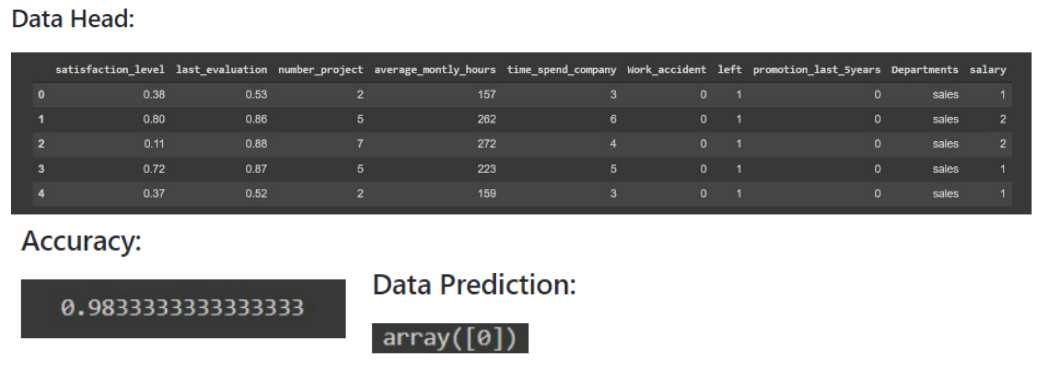 Data Head:
satisfaction_level last_evaluation number_project average_montly_hours time_spend_company Work_accident left promotion_last_5years Departments salary
0 0.38 0.53 2 157 3 0 1 0 sales 1
1 0.80 0.86 5 262 6 0 1 0 sales 2
2 0.11 0.88 7 272 4 0 1 0 sales 2
3 0.72 0.87 5 223 5 0 1 0 sales 1
4 0.37 0.52 2 159 3 0 1 0 sales 1
Accuracy:
0.9833333333333333
Data Prediction:
array([0])